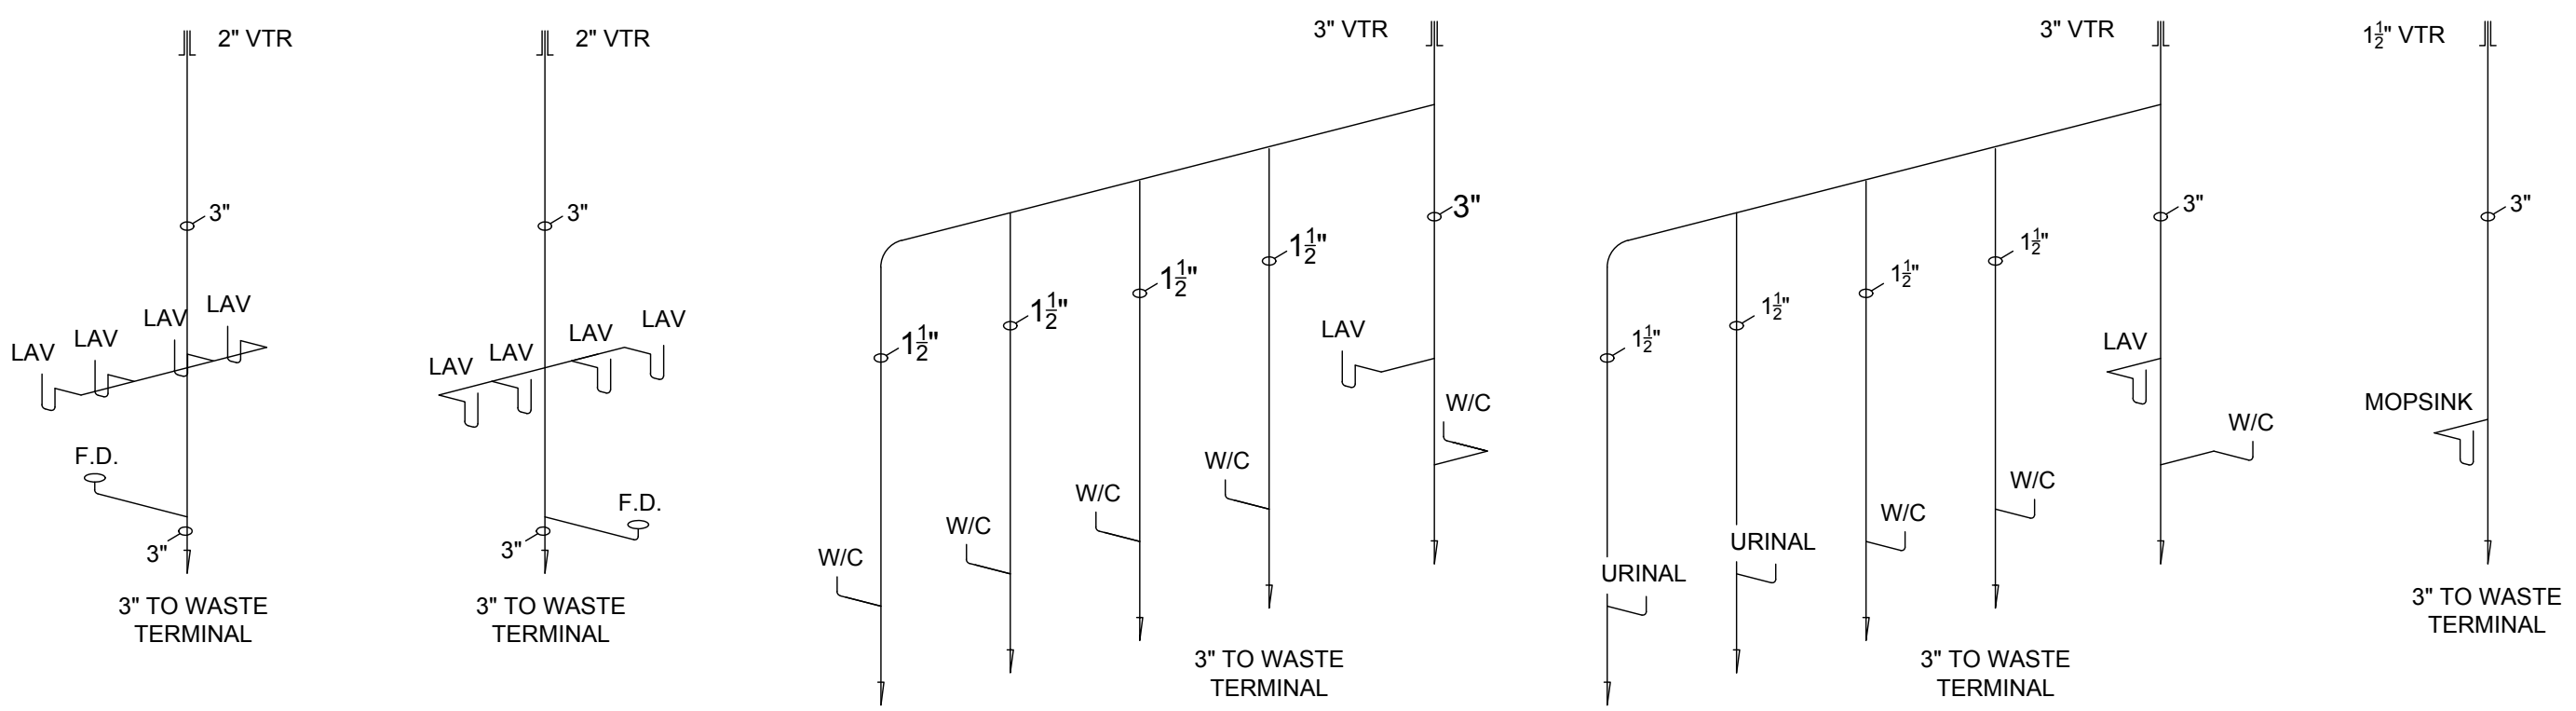 2" VTR
3"
LAV
LAV
LAV
LAV
F.D.
3"
3" TO WASTE
TERMINAL
2" VTR
3"
LAV
LAV
LAV
LAV
F.D.
3"
3" TO WASTE
TERMINAL
3" VTR
3"
1½"
1½"
1½"
1½"
LAV
W/C
W/C
W/C
W/C
W/C
3" TO WASTE
TERMINAL
3" VTR
3"
1½"
1½"
1½"
1½"
LAV
W/C
W/C
W/C
URINAL
URINAL
3" TO WASTE
TERMINAL
1½" VTR
3"
MOPSINK
3" TO WASTE
TERMINAL